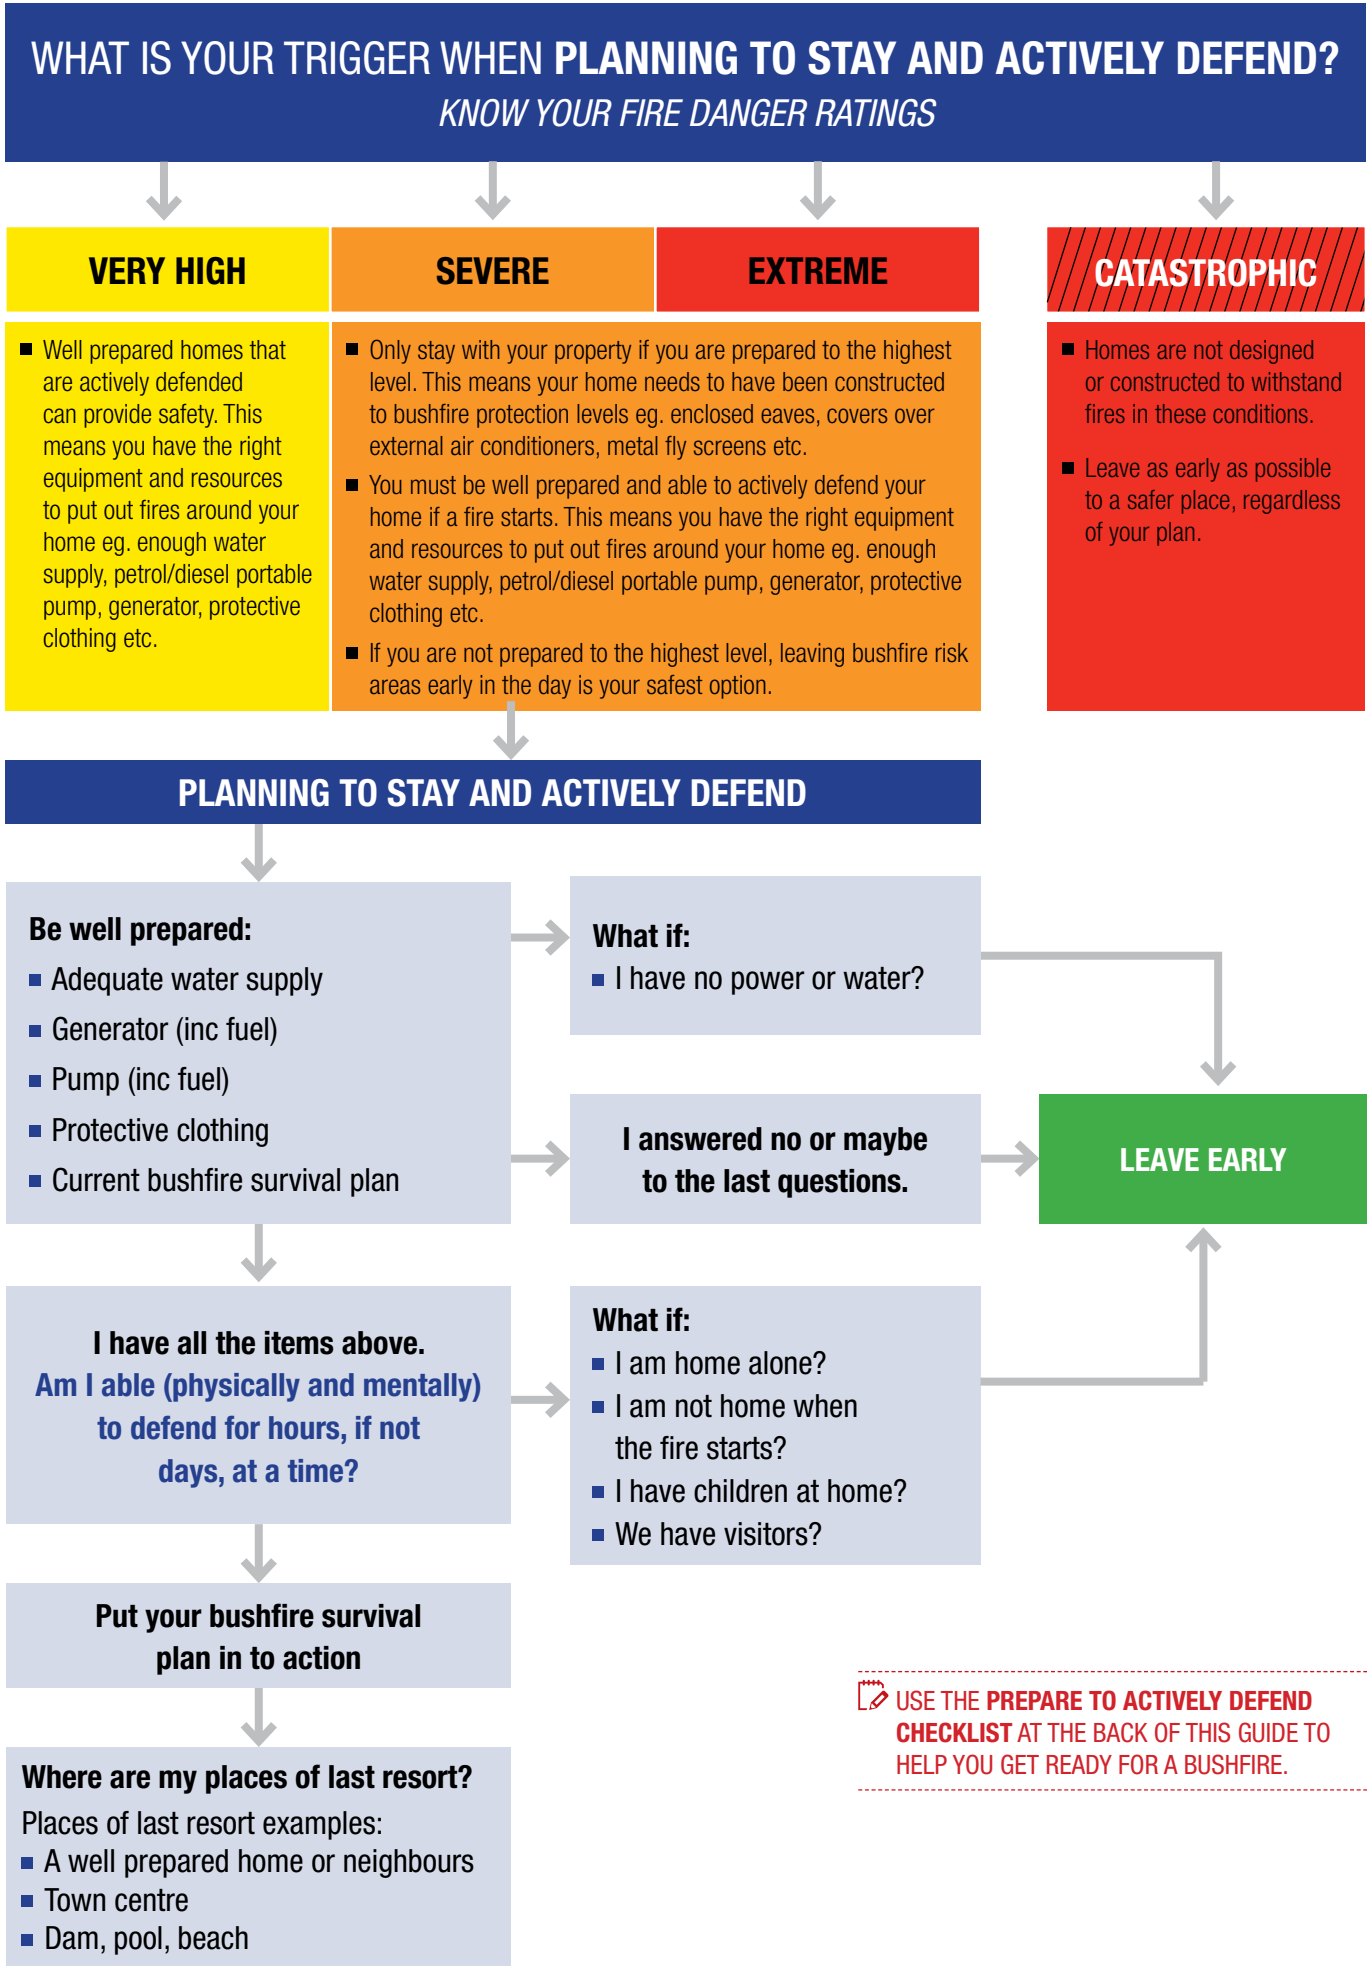 WHAT IS YOUR TRIGGER WHEN PLANNING TO STAY AND ACTIVELY DEFEND?
KNOW YOUR FIRE DANGER RATINGS
VERY HIGH
Well prepared homes that
are actively defended
can provide safety. This
means you have the right
equipment and resources
to put out fires around your
home eg. enough water
supply, petrol/diesel portable
pump, generator, protective
clothing etc.
SEVERE
EXTREME
Only stay with your property if you are prepared to the highest
level. This means your home needs to have been constructed
to bushfire protection levels eg. enclosed eaves, covers over
external air conditioners, metal fly screens etc.
You must be well prepared and able to actively defend your
home if a fire starts. This means you have the right equipment
and resources to put out fires around your home eg. enough
water supply, petrol/diesel portable pump, generator, protective
clothing etc.
If you are not prepared to the highest level, leaving bushfire risk
areas early in the day is your safest option.
CATASTROPHIC
Homes are not designed
or constructed to withstand
fires in these conditions.
Leave as early as possible
to a safer place, regardless
of your plan.
PLANNING TO STAY AND ACTIVELY DEFEND
Be well prepared:
Adequate water supply
Generator (inc fuel)
Pump (inc fuel)
Protective clothing
Current bushfire survival plan
What if:
I have no power or water?
I answered no or maybe
to the last questions.
LEAVE EARLY
I have all the items above.
Am I able (physically and mentally)
to defend for hours, if not
days, at a time?
What if:
I am home alone?
I am not home when
the fire starts?
I have children at home?
We have visitors?
Put your bushfire survival
plan in to action
Where are my places of last resort?
Places of last resort examples:
A well prepared home or neighbours
Town centre
Dam, pool, beach
USE THE PREPARE TO ACTIVELY DEFEND
CHECKLIST AT THE BACK OF THIS GUIDE TO
HELP YOU GET READY FOR A BUSHFIRE.